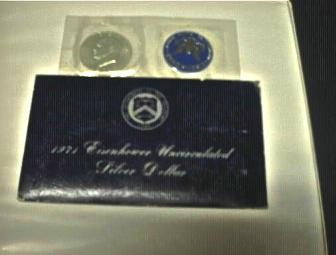 1971 Eisenhower Uncirculated
Silver Dollar